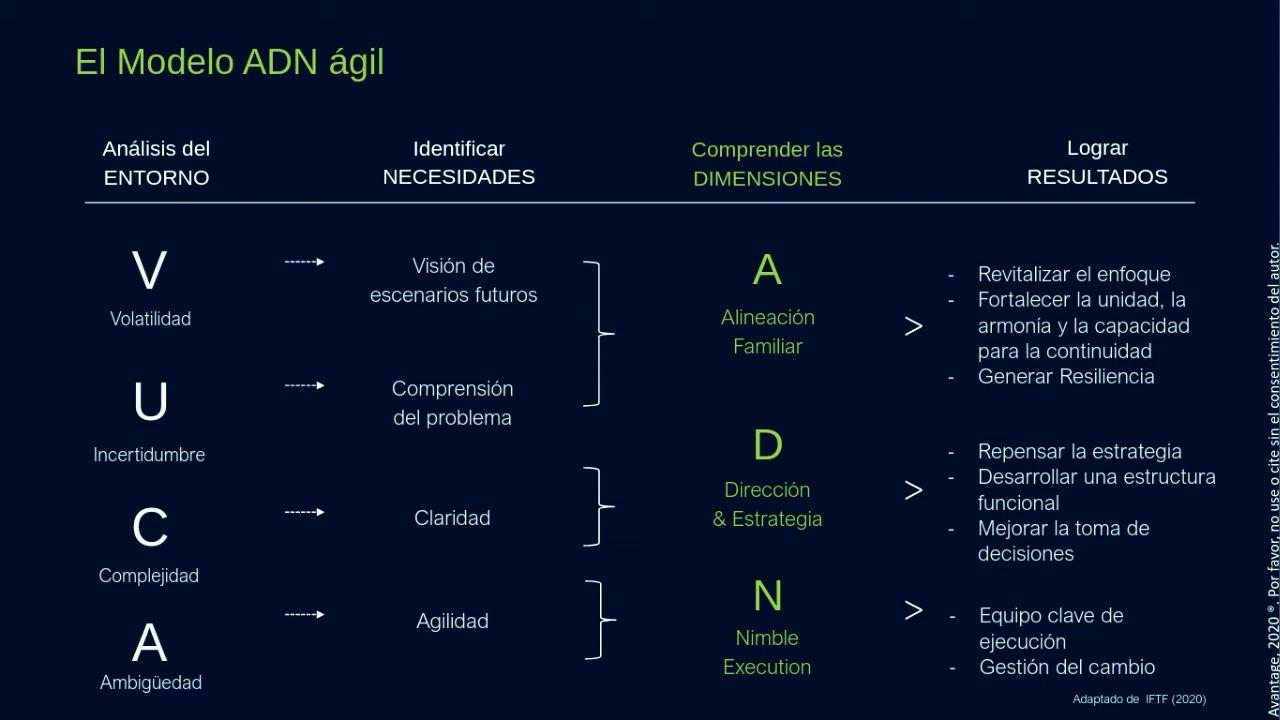 El Modelo ADN ágil
Análisis del
ENTORNO
Identificar
NECESIDADES
Comprender las
DIMENSIONES
Lograr
RESULTADOS
V
Volatilidad
Visión de
escenarios futuros
U
Incertidumbre
Comprensión
del problema
C
Complejidad
Claridad
A
Ambigüedad
Agilidad
A
Alineación
Familiar
>
- Revitalizar el enfoque
- Fortalecer la unidad, la
armonía y la capacidad
para la continuidad
- Generar Resiliencia
D
Dirección
& Estrategia
>
- Repensar la estrategia
- Desarrollar una estructura
funcional
- Mejorar la toma de
decisiones
N
Nimble
Execution
>
- Equipo clave de
ejecución
- Gestión del cambio
Adaptado de IFTF (2020)
Avantage, 2020 ®. Por favor, no use o cite sin el consentimiento del autor.